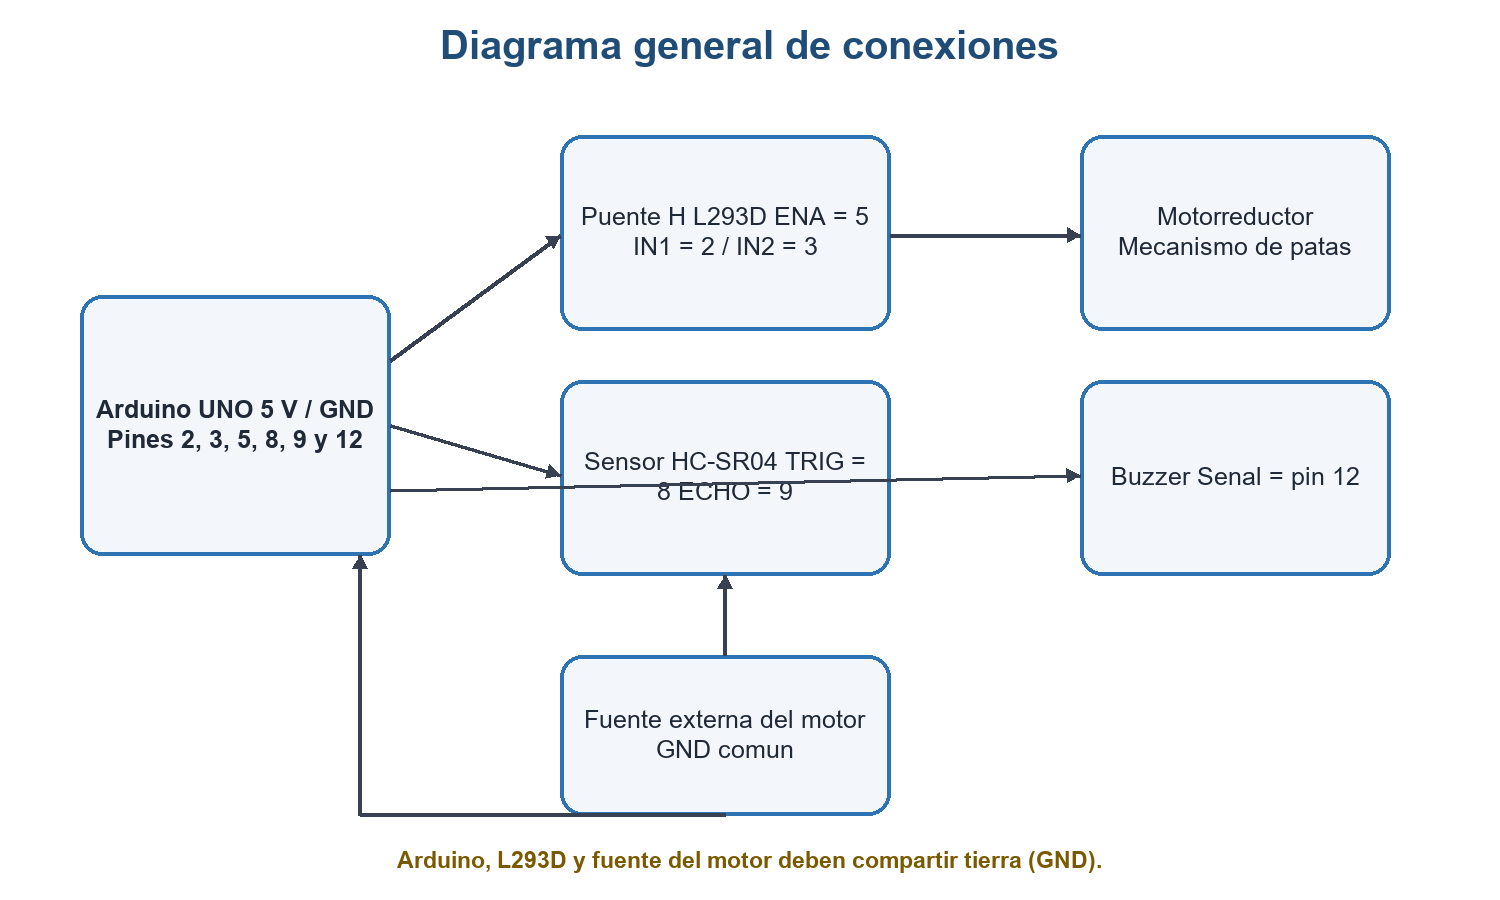 Diagrama general de conexiones
Puente H L293D ENA = 5
IN1 = 2 / IN2 = 3
Motorreductor
Mecanismo de patas
Arduino UNO 5 V / GND
Pines 2, 3, 5, 8, 9 y 12
Sensor HC-SR04 TRIG =
8 ECHO = 9
Buzzer Senal = pin 12
Fuente externa del motor
GND comun
Arduino, L293D y fuente del motor deben compartir tierra (GND).